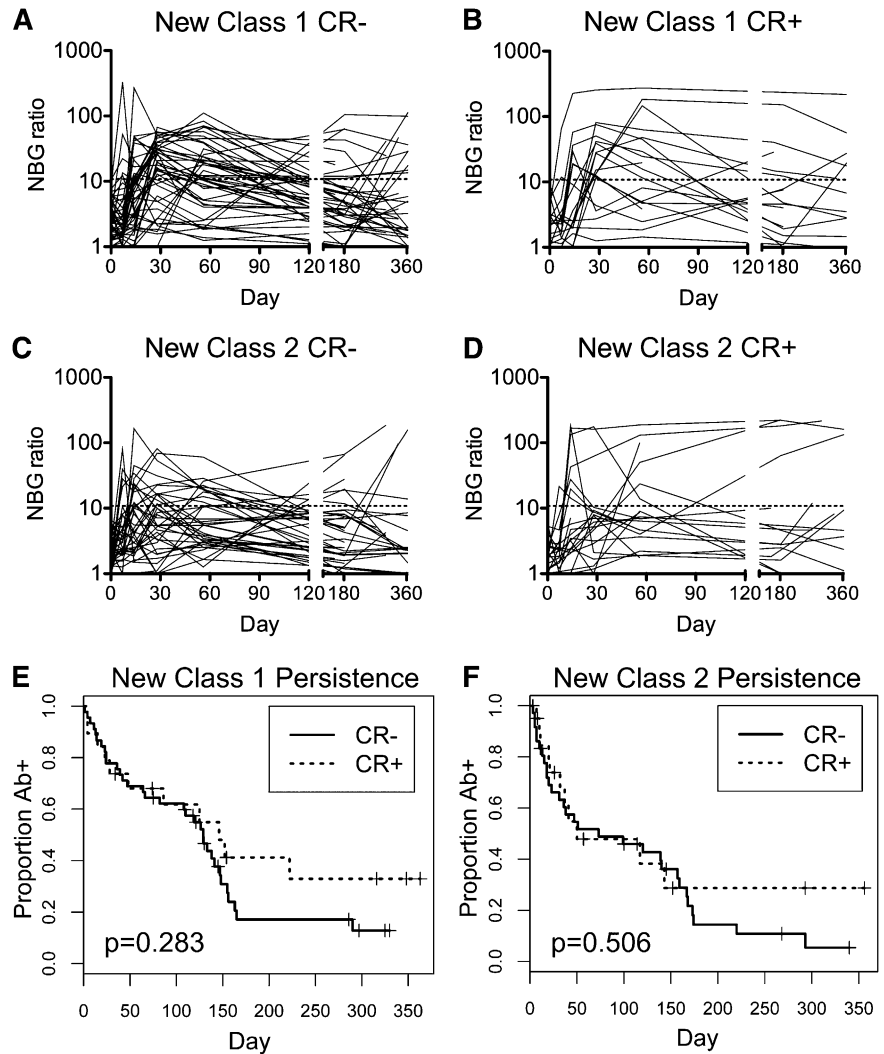 A New Class 1 CR-
NBG ratio
1000
100
10
1
0 30 60 90 120 180 360
Day
B New Class 1 CR+
NBG ratio
1000
100
10
1
0 30 60 90 120 180 360
Day
C New Class 2 CR-
NBG ratio
1000
100
10
1
0 30 60 90 120 180 360
Day
D New Class 2 CR+
NBG ratio
1000
100
10
1
0 30 60 90 120 180 360
Day
E New Class 1 Persistence
Proportion Ab+
1.0
0.8
0.6
0.4
0.2
0.0
CR-
CR+
p=0.283
0 50 100 150 200 250 300 350
Day
F New Class 2 Persistence
Proportion Ab+
1.0
0.8
0.6
0.4
0.2
0.0
CR-
CR+
p=0.506
0 50 100 150 200 250 300 350
Day